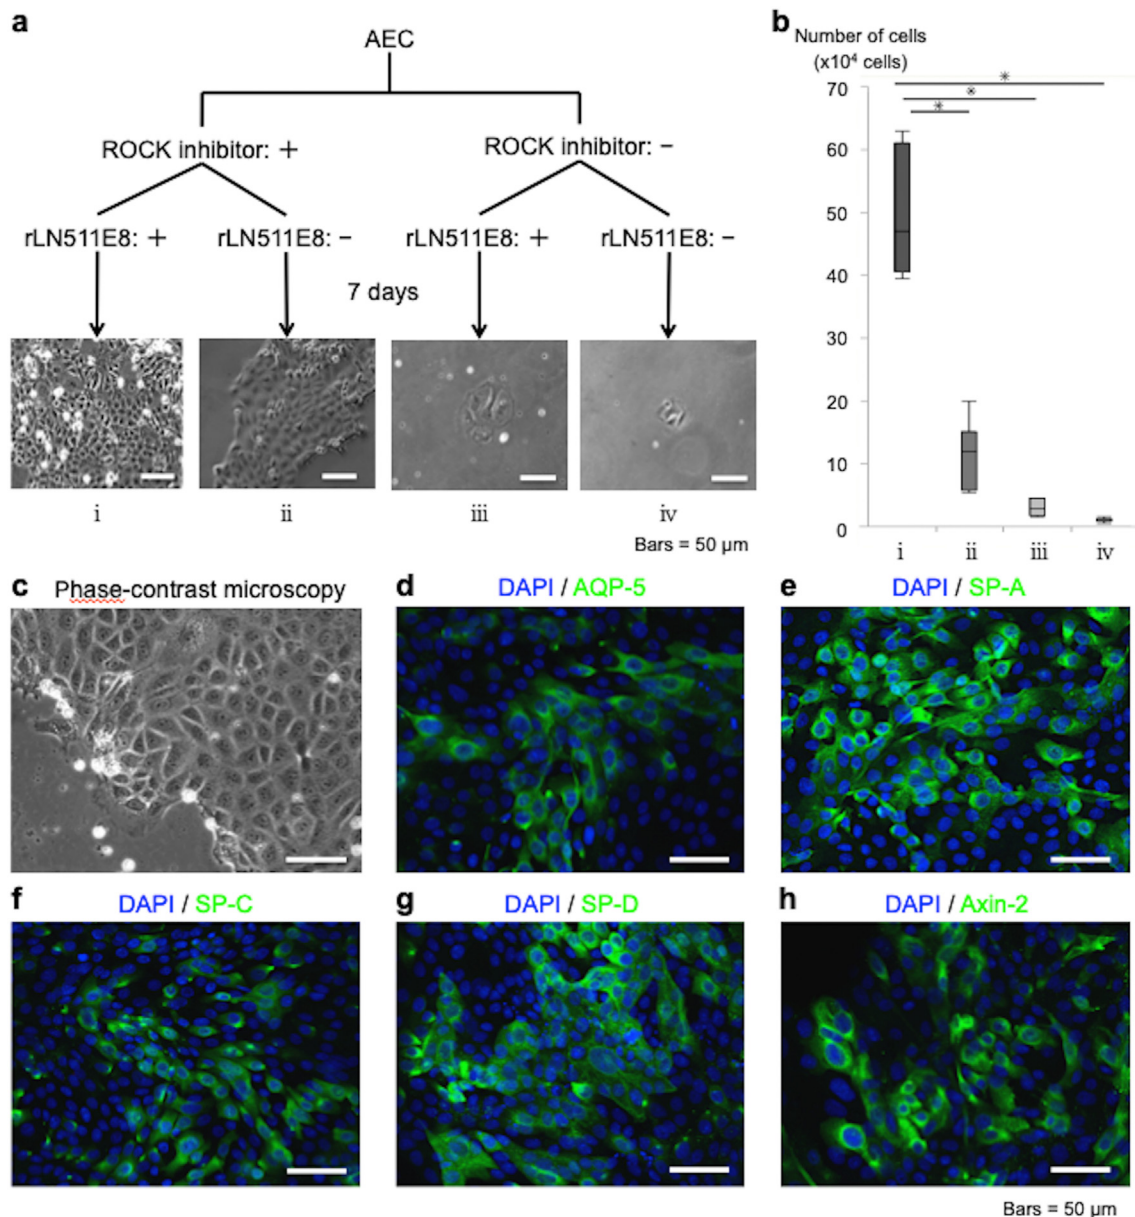 a
AEC
ROCK inhibitor: +
ROCK inhibitor: −
rLN511E8: +
rLN511E8: −
rLN511E8: +
rLN511E8: −
7 days
i
ii
iii
iv
Bars = 50 μm
b
Number of cells
(x10⁴ cells)
70
60
50
40
30
20
10
0
*
*
*
i
ii
iii
iv
c
Phase-contrast microscopy
d
DAPI / AQP-5
e
DAPI / SP-A
f
DAPI / SP-C
g
DAPI / SP-D
h
DAPI / Axin-2
Bars = 50 μm